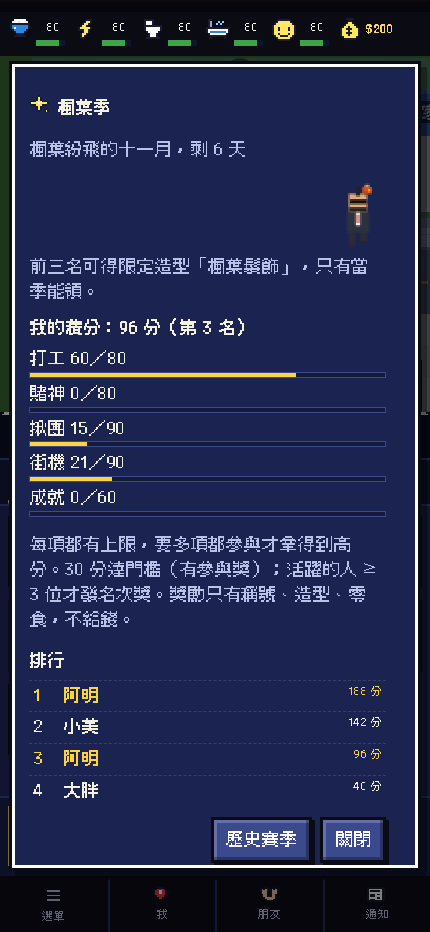 80 80 80 80 80 $200
楓葉季
楓葉紛飛的十一月，剩 6 天
前三名可得限定造型「楓葉髮飾」，只有當
季能領。
我的積分：96 分（第 3 名）
打工 60／80
賭神 0／80
揪團 15／90
街機 21／90
成就 0／60
每項都有上限，要多項都參與才拿得到高
分。30 分達門檻（有參與獎）；活躍的人 ≥
3 位才發名次獎。獎勵只有稱號、造型、零
食，不給錢。
排行
1 阿明 188 分
2 小美 142 分
3 阿明 96 分
4 大胖 40 分
歷史賽季 關閉
選單 我 朋友 通知